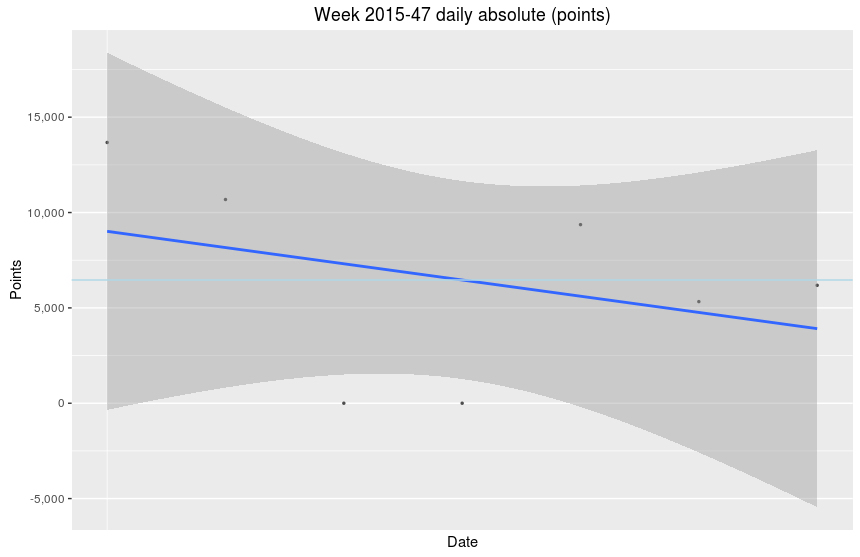 Week 2015-47 daily absolute (points)
Points
15,000
10,000
5,000
0
-5,000
Date